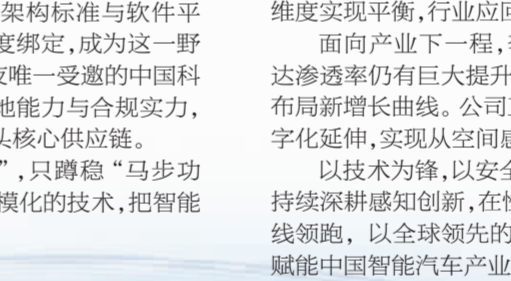 架构标准与软件平
度绑定,成为这一野
唯一受邀的中国科
地能力与合规实力,
头核心供应链。
”,只蹲稳“马步功
模化的技术,把智能
维度实现平衡,行业应
面向产业下一程,
达渗透率仍有巨大提升
布局新增长曲线。公司
字化延伸,实现从空间感
以技术为锋,以安全
持续深耕感知创新,在
线领跑, 以全球领先的
赋能中国智能汽车产业